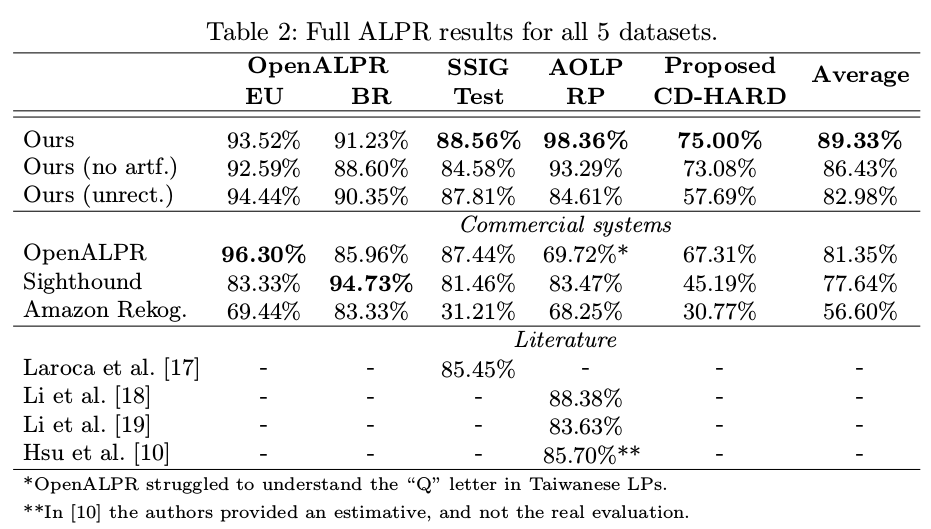 Table 2: Full ALPR results for all 5 datasets.
OpenALPR SSIG AOLP Proposed Average
EU BR Test RP CD-HARD
Ours 93.52% 91.23% 88.56% 98.36% 75.00% 89.33%
Ours (no artf.) 92.59% 88.60% 84.58% 93.29% 73.08% 86.43%
Ours (unrect.) 94.44% 90.35% 87.81% 84.61% 57.69% 82.98%
Commercial systems
OpenALPR 96.30% 85.96% 87.44% 69.72%* 67.31% 81.35%
Sighthound 83.33% 94.73% 81.46% 83.47% 45.19% 77.64%
Amazon Rekog. 69.44% 83.33% 31.21% 68.25% 30.77% 56.60%
Literature
Laroca et al. [17] - - 85.45% - - -
Li et al. [18] - - - 88.38% - -
Li et al. [19] - - - 83.63% - -
Hsu et al. [10] - - - 85.70%** - -
*OpenALPR struggled to understand the “Q” letter in Taiwanese LPs.
**In [10] the authors provided an estimative, and not the real evaluation.